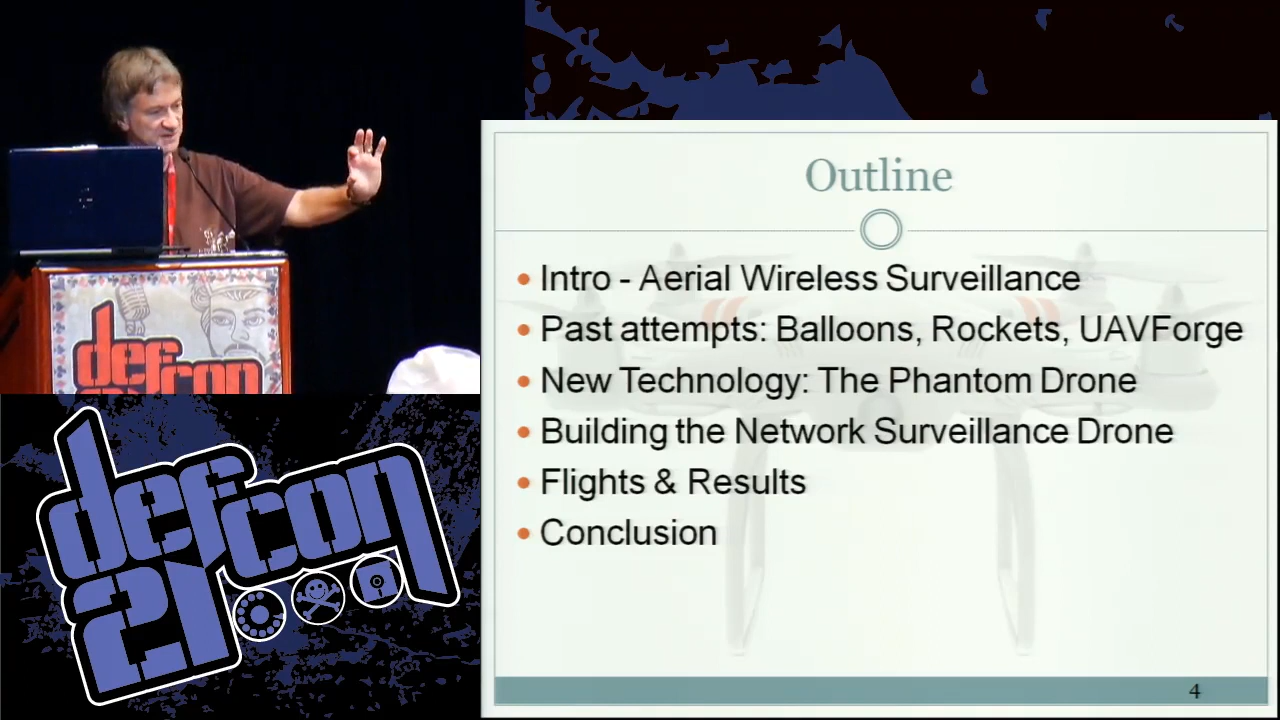 Outline
Intro - Aerial Wireless Surveillance
Past attempts: Balloons, Rockets, UAVForge
New Technology: The Phantom Drone
Building the Network Surveillance Drone
Flights & Results
Conclusion
4
defcon
defcon
21